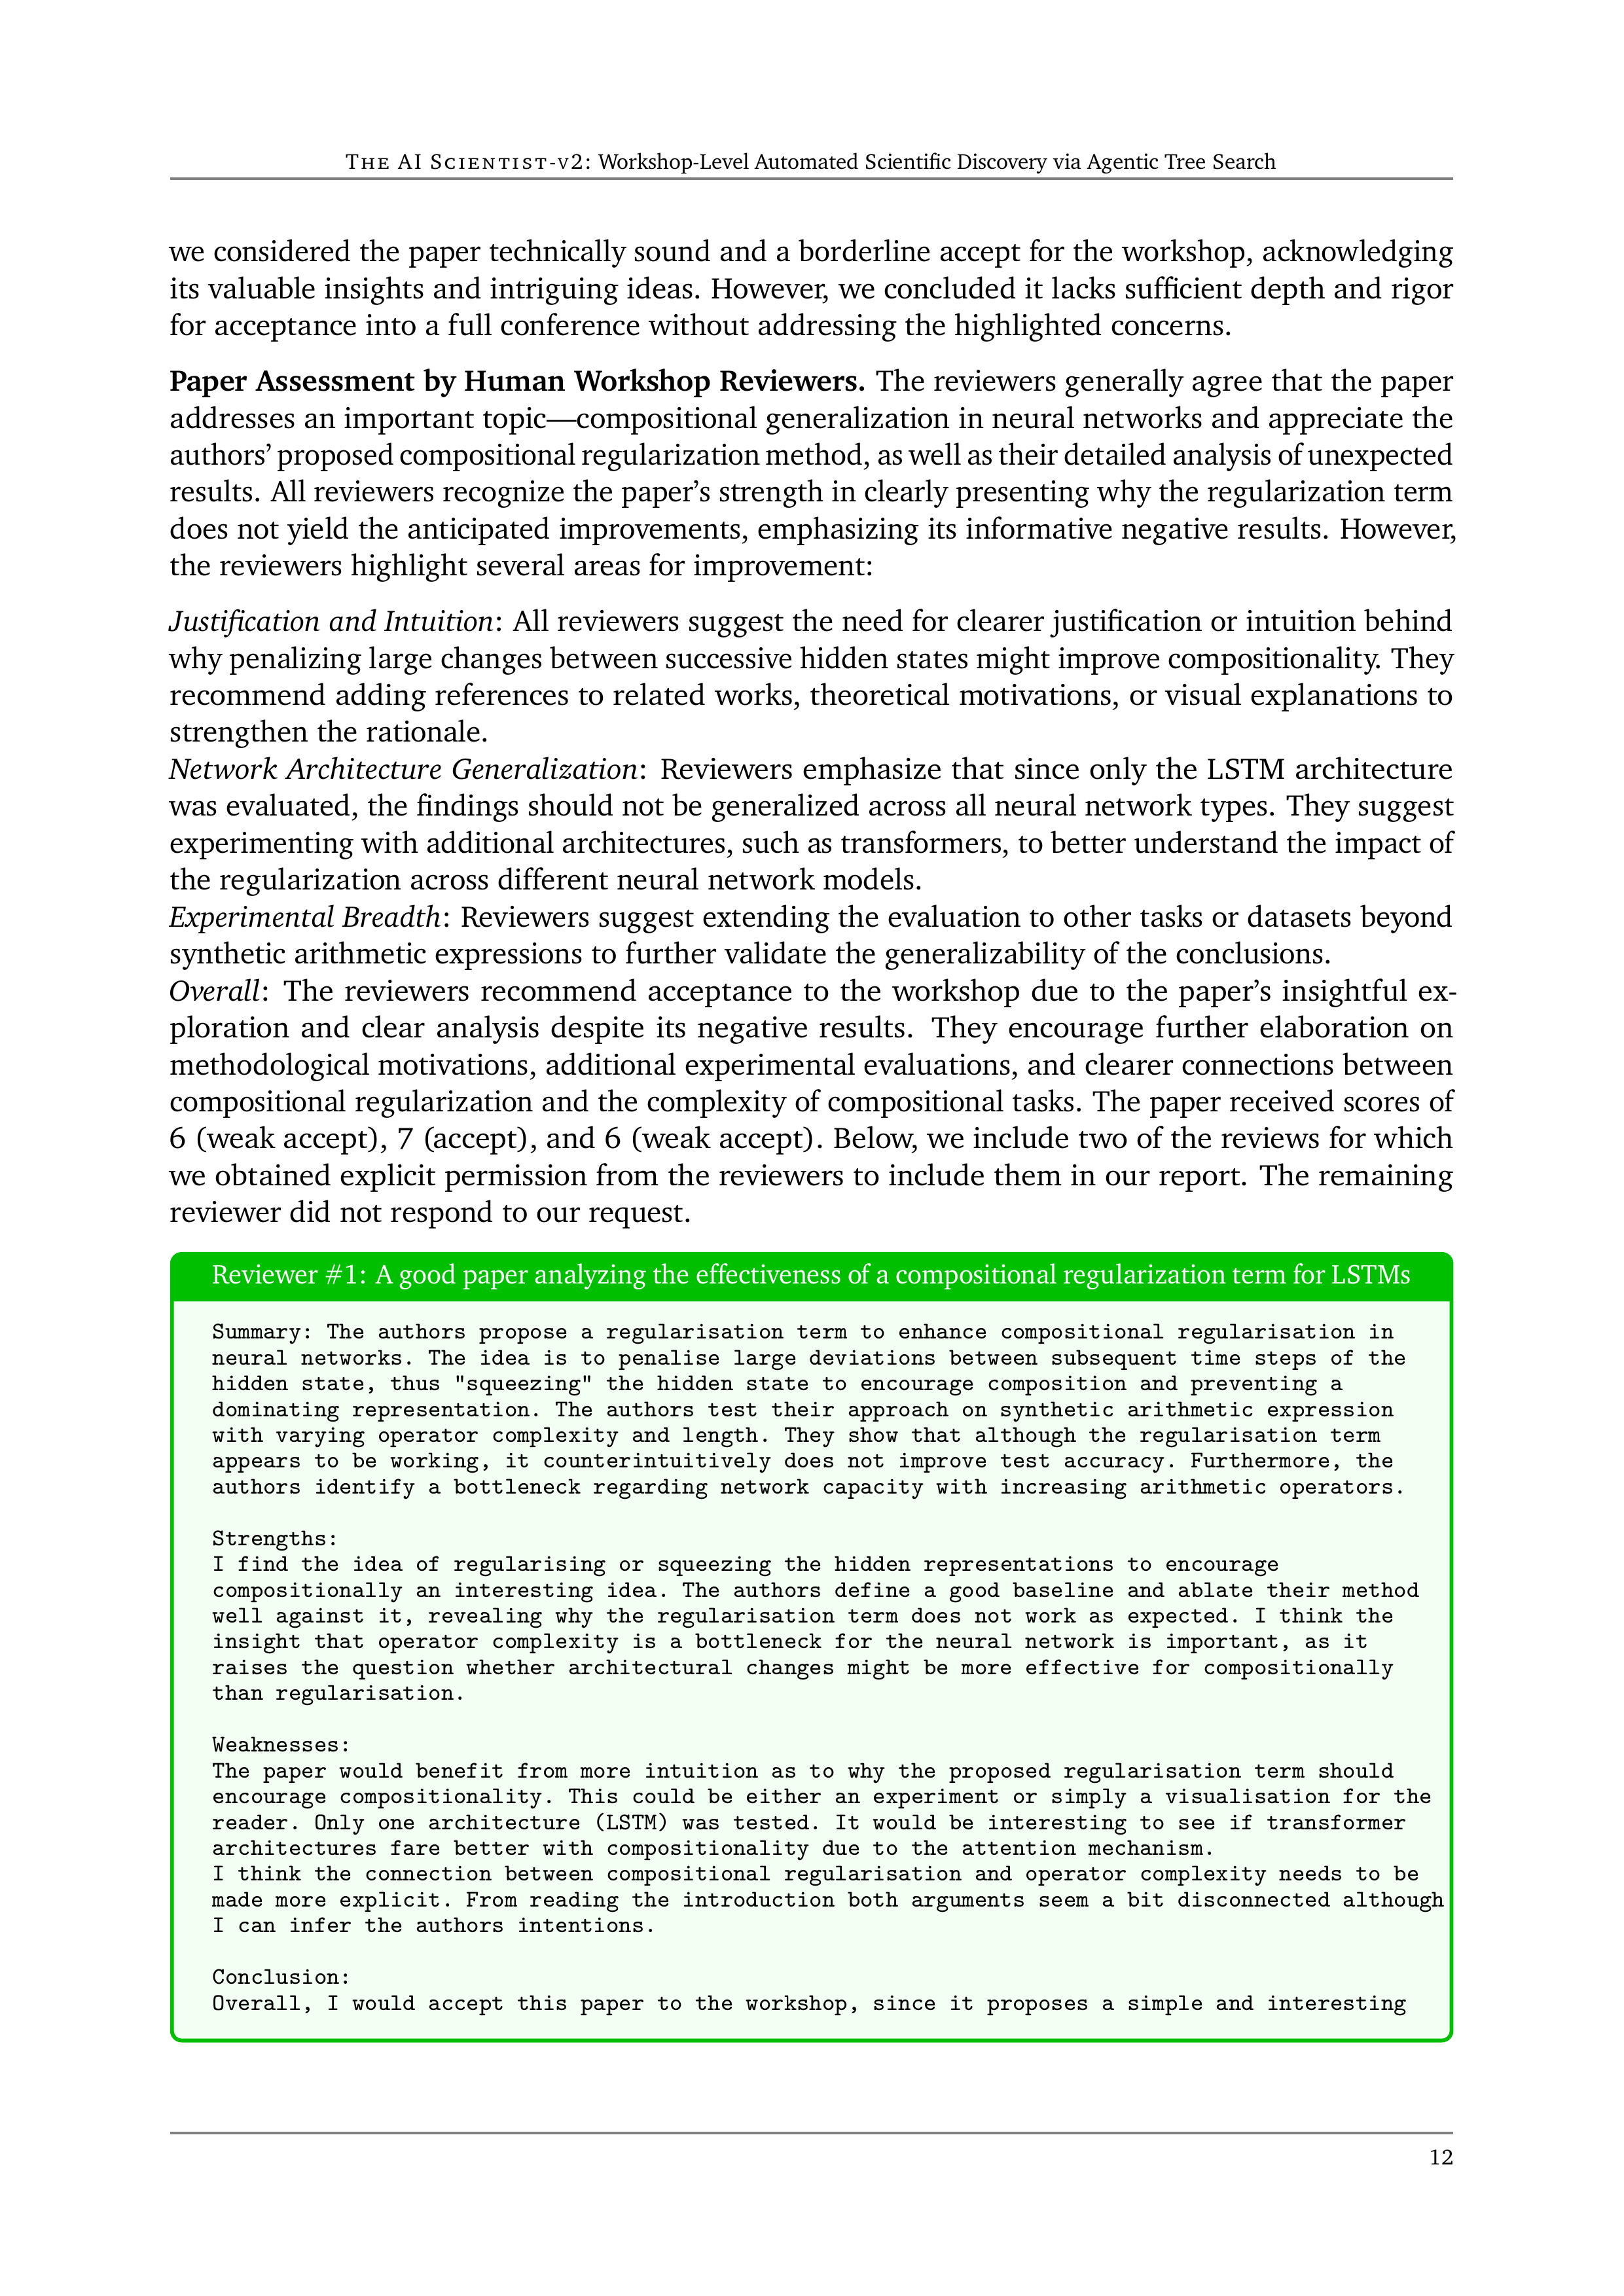 THE AI SCIENTIST-V2: Workshop-Level Automated Scientific Discovery via Agentic Tree Search
we considered the paper technically sound and a borderline accept for the workshop, acknowledging
its valuable insights and intriguing ideas. However, we concluded it lacks sufficient depth and rigor
for acceptance into a full conference without addressing the highlighted concerns.
Paper Assessment by Human Workshop Reviewers. The reviewers generally agree that the paper
addresses an important topic—compositional generalization in neural networks and appreciate the
authors' proposed compositional regularization method, as well as their detailed analysis of unexpected
results. All reviewers recognize the paper's strength in clearly presenting why the regularization term
does not yield the anticipated improvements, emphasizing its informative negative results. However,
the reviewers highlight several areas for improvement:
Justification and Intuition: All reviewers suggest the need for clearer justification or intuition behind
why penalizing large changes between successive hidden states might improve compositionality. They
recommend adding references to related works, theoretical motivations, or visual explanations to
strengthen the rationale.
Network Architecture Generalization: Reviewers emphasize that since only the LSTM architecture
was evaluated, the findings should not be generalized across all neural network types. They suggest
experimenting with additional architectures, such as transformers, to better understand the impact of
the regularization across different neural network models.
Experimental Breadth: Reviewers suggest extending the evaluation to other tasks or datasets beyond
synthetic arithmetic expressions to further validate the generalizability of the conclusions.
Overall: The reviewers recommend acceptance to the workshop due to the paper's insightful ex-
ploration and clear analysis despite its negative results. They encourage further elaboration on
methodological motivations, additional experimental evaluations, and clearer connections between
compositional regularization and the complexity of compositional tasks. The paper received scores of
6 (weak accept), 7 (accept), and 6 (weak accept). Below, we include two of the reviews for which
we obtained explicit permission from the reviewers to include them in our report. The remaining
reviewer did not respond to our request.
Reviewer #1: A good paper analyzing the effectiveness of a compositional regularization term for LSTMs
Summary: The authors propose a regularisation term to enhance compositional regularisation in
neural networks. The idea is to penalise large deviations between subsequent time steps of the
hidden state, thus "squeezing" the hidden state to encourage composition and preventing a
dominating representation. The authors test their approach on synthetic arithmetic expression
with varying operator complexity and length. They show that although the regularisation term
appears to be working, it counterintuitively does not improve test accuracy. Furthermore, the
authors identify a bottleneck regarding network capacity with increasing arithmetic operators.
Strengths:
I find the idea of regularising or squeezing the hidden representations to encourage
compositionally an interesting idea. The authors define a good baseline and ablate their method
well against it, revealing why the regularisation term does not work as expected. I think the
insight that operator complexity is a bottleneck for the neural network is important, as it
raises the question whether architectural changes might be more effective for compositionally
than regularisation.
Weaknesses:
The paper would benefit from more intuition as to why the proposed regularisation term should
encourage compositionality. This could be either an experiment or simply a visualisation for the
reader. Only one architecture (LSTM) was tested. It would be interesting to see if transformer
architectures fare better with compositionality due to the attention mechanism.
I think the connection between compositional regularisation and operator complexity needs to be
made more explicit. From reading the introduction both arguments seem a bit disconnected although
I can infer the authors intentions.
Conclusion:
Overall, I would accept this paper to the workshop, since it proposes a simple and interesting
12